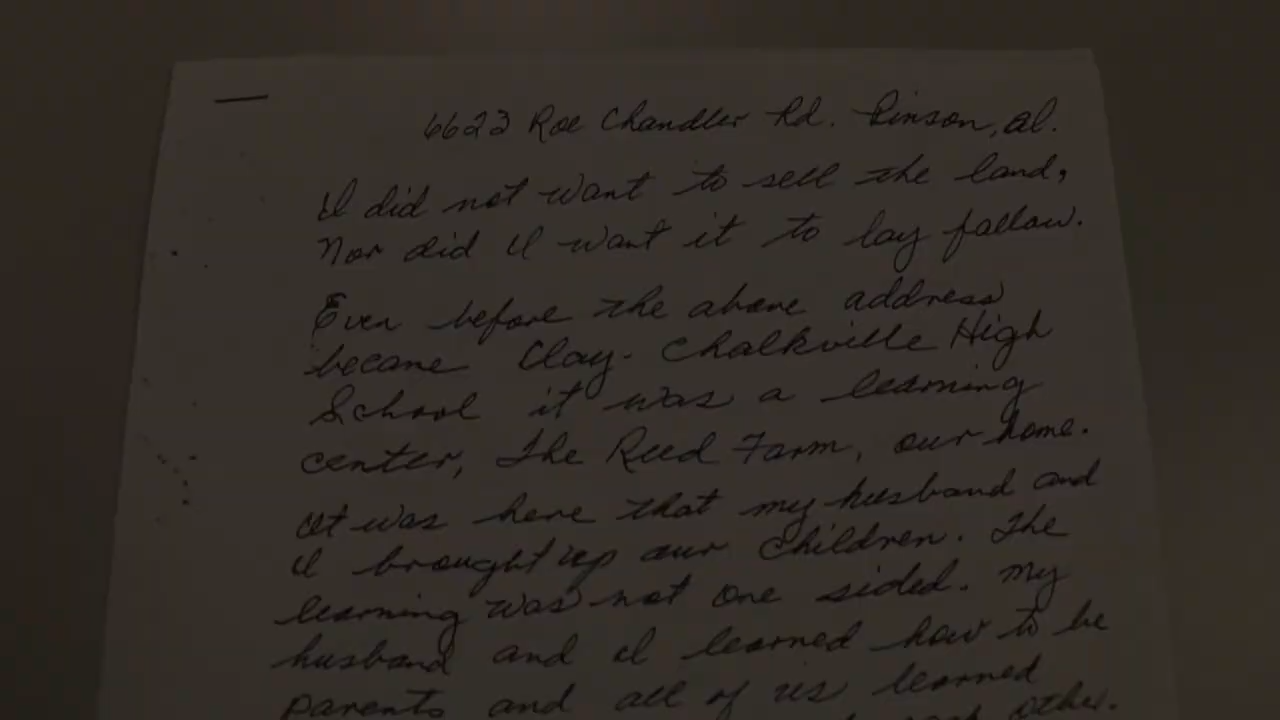 6623 Roe Chandler Rd. Pinson, Al.
I did not want to sell the land,
Nor did I want it to lay fallow.
Even before the above address
became Clay-Chalkville High
School it was a learning
center, The Reed Farm, our home.
It was here that my husband and
I brought up our children. The
learning was not one sided. My
husband and I learned how to be
parents and all of us learned
each other.